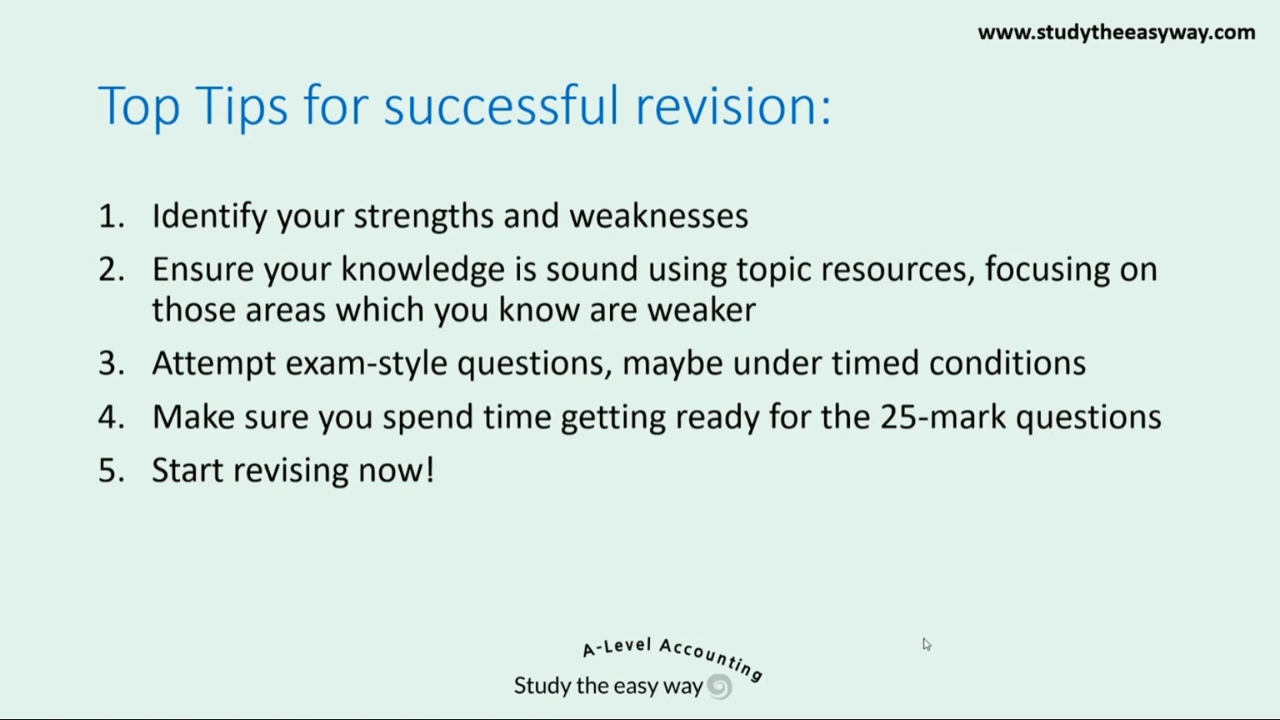 www.studytheeasyway.com
Top Tips for successful revision:
1. Identify your strengths and weaknesses
2. Ensure your knowledge is sound using topic resources, focusing on
those areas which you know are weaker
3. Attempt exam-style questions, maybe under timed conditions
4. Make sure you spend time getting ready for the 25-mark questions
5. Start revising now!
A-Level Accounting
Study the easy way